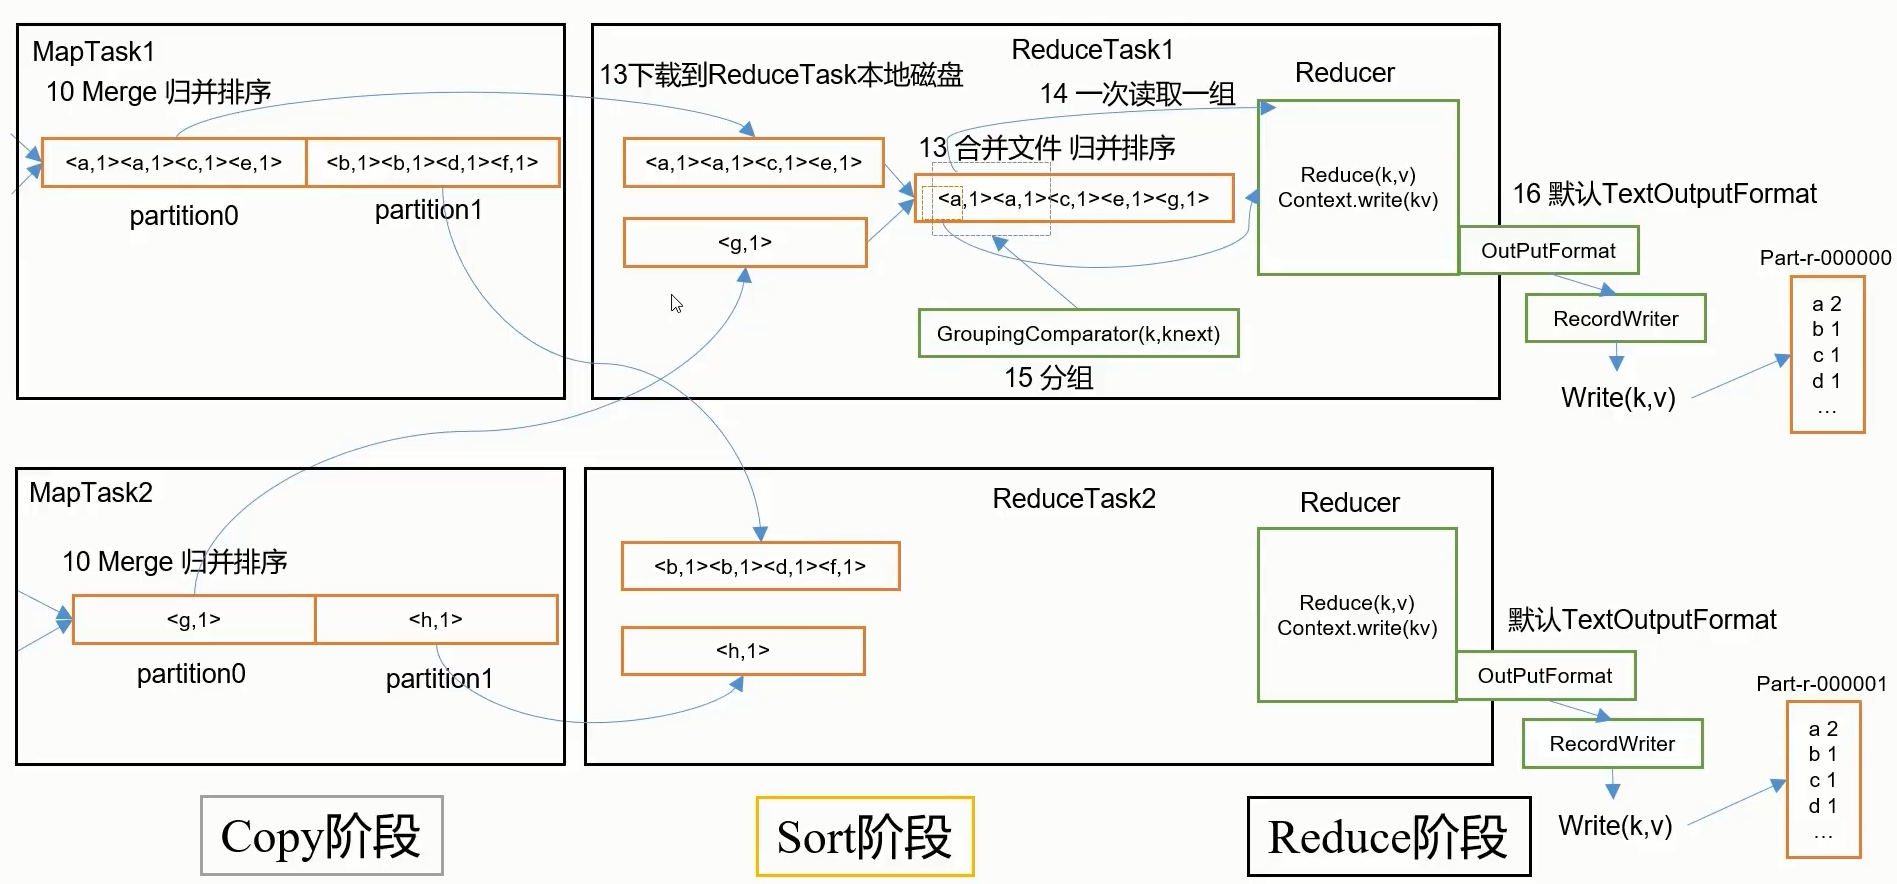 MapTask1
10 Merge 归并排序
<a,1><a,1><c,1><e,1>
<b,1><b,1><d,1><f,1>
partition0
partition1
ReduceTask1
13下载到ReduceTask本地磁盘
14 一次读取一组
Reducer
<a,1><a,1><c,1><e,1>
13 合并文件 归并排序
<a,1><a,1><c,1><e,1><g,1>
<g,1>
Reduce(k,v)
Context.write(kv)
GroupingComparator(k,knext)
15 分组
16 默认TextOutputFormat
OutPutFormat
RecordWriter
Write(k,v)
Part-r-000000
a 2
b 1
c 1
d 1
...
MapTask2
10 Merge 归并排序
<g,1>
<h,1>
partition0
partition1
ReduceTask2
Reducer
<b,1><b,1><d,1><f,1>
<h,1>
Reduce(k,v)
Context.write(kv)
默认TextOutputFormat
OutPutFormat
RecordWriter
Write(k,v)
Part-r-000001
a 2
b 1
c 1
d 1
...
Copy阶段
Sort阶段
Reduce阶段